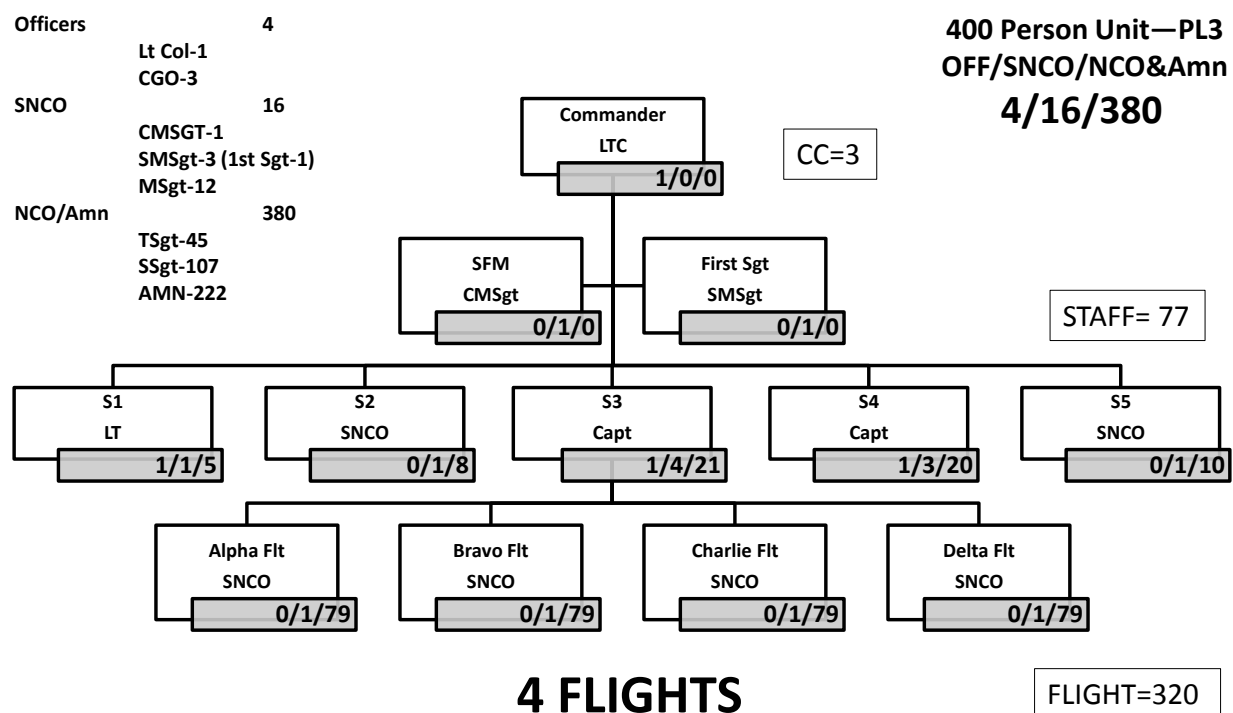 Officers 4
Lt Col-1
CGO-3
SNCO 16
CMSGT-1
SMSgt-3 (1st Sgt-1)
MSgt-12
NCO/Amn 380
TSgt-45
SSgt-107
AMN-222
400 Person Unit—PL3
OFF/SNCO/NCO&Amn
4/16/380
Commander
LTC
1/0/0
CC=3
SFM
CMSgt
0/1/0
First Sgt
SMSgt
0/1/0
STAFF= 77
S1
LT
1/1/5
S2
SNCO
0/1/8
S3
Capt
1/4/21
S4
Capt
1/3/20
S5
SNCO
0/1/10
Alpha Flt
SNCO
0/1/79
Bravo Flt
SNCO
0/1/79
Charlie Flt
SNCO
0/1/79
Delta Flt
SNCO
0/1/79
4 FLIGHTS
FLIGHT=320